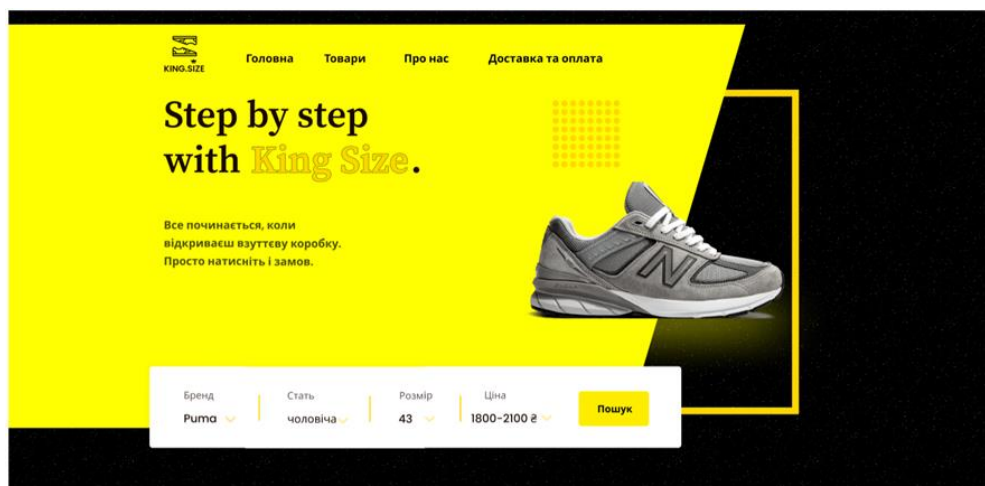 KING.SIZE
Головна Товари Про нас Доставка та оплата
Step by step
with King Size.
Все починається, коли
відкриваєш взуттєву коробку.
Просто натисніть і замов.
Бренд Стать Розмір Ціна
Puma чоловіча 43 1800-2100 ₴ Пошук
N